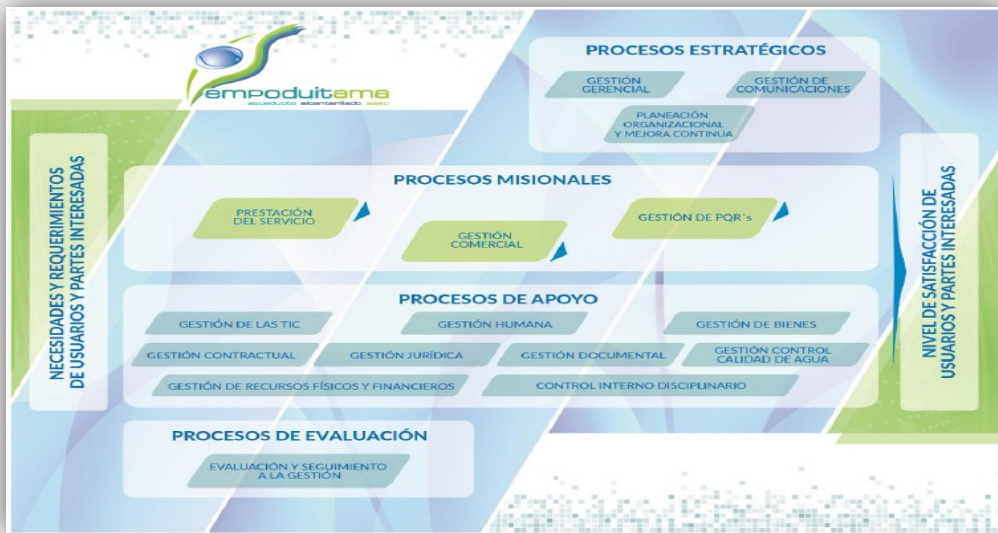 empoduitama
acueducto alcantarillado aseo
PROCESOS ESTRATÉGICOS
GESTIÓN
GERENCIAL
GESTIÓN DE
COMUNICACIONES
PLANEACIÓN
ORGANIZACIONAL
Y MEJORA CONTINUA
NECESIDADES Y REQUERIMIENTOS
DE USUARIOS Y PARTES INTERESADAS
PROCESOS MISIONALES
PRESTACIÓN
DEL SERVICIO
GESTIÓN
COMERCIAL
GESTIÓN DE PQR´s
PROCESOS DE APOYO
GESTIÓN DE LAS TIC
GESTIÓN HUMANA
GESTIÓN DE BIENES
GESTIÓN CONTRACTUAL
GESTIÓN JURÍDICA
GESTIÓN DOCUMENTAL
GESTIÓN CONTROL
CALIDAD DE AGUA
GESTIÓN DE RECURSOS FÍSICOS Y FINANCIEROS
CONTROL INTERNO DISCIPLINARIO
PROCESOS DE EVALUACIÓN
EVALUACIÓN Y SEGUIMIENTO
A LA GESTIÓN
NIVEL DE SATISFACCIÓN DE
USUARIOS Y PARTES INTERESADAS